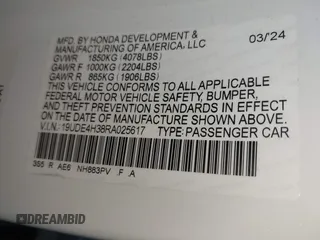 MFD. BY HONDA DEVELOPMENT & 03/24
MANUFACTURING OF AMERICA, LLC
GVWR 1850KG (4078LBS)
GAWR F 1000KG (2204LBS)
GAWR R 865KG (1906LBS)
THIS VEHICLE CONFORMS TO ALL APPLICABLE
FEDERAL MOTOR VEHICLE SAFETY, BUMPER,
AND THEFT PREVENTION STANDARDS IN EFFECT
ON THE DATE OF MANUFACTURE SHOWN ABOVE.
V.I.N.: 19UDE4H36RA025617 TYPE: PASSENGER CAR
3S5 R AE6 NH883PV F A
DREAMBID